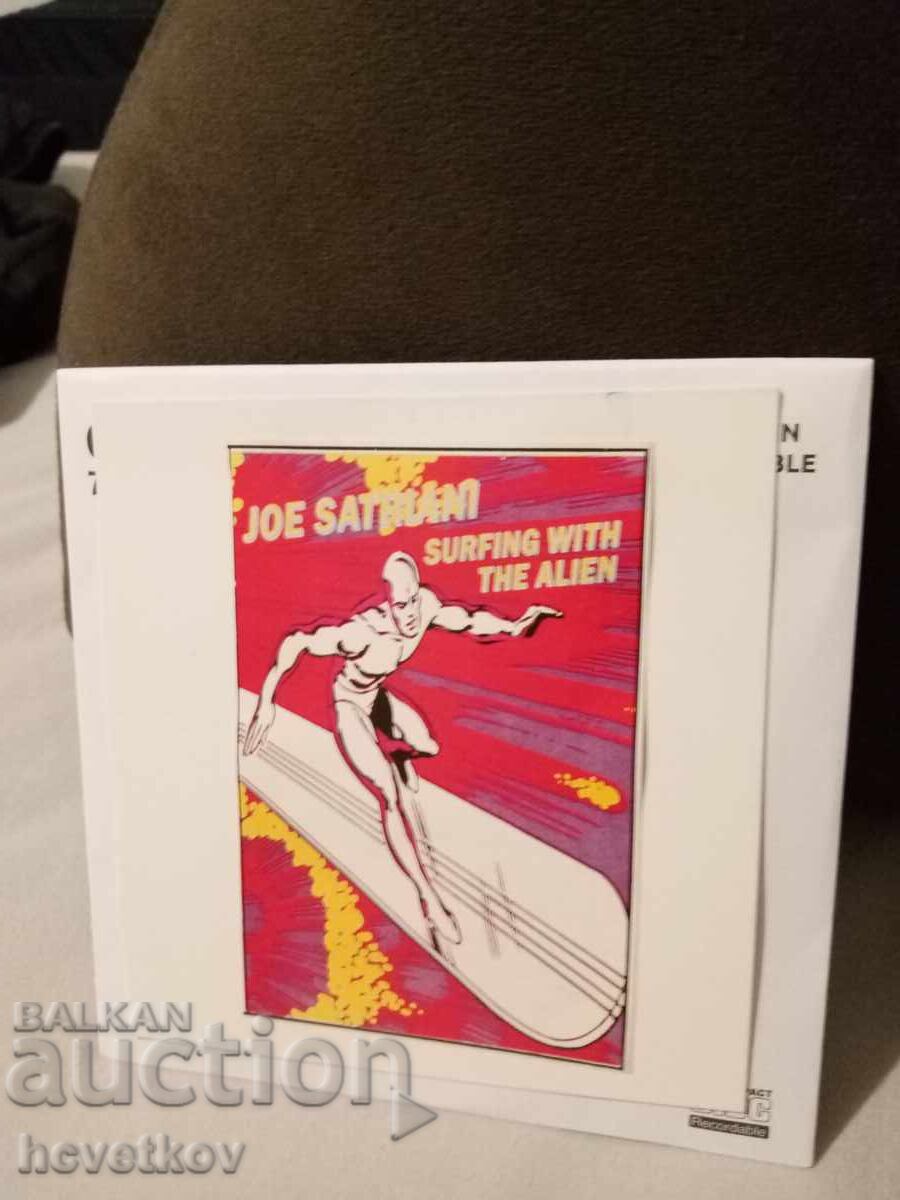 JOE SATRIANI
SURFING WITH
THE ALIEN
Recordable
BALKAN
auction
hcvetkov